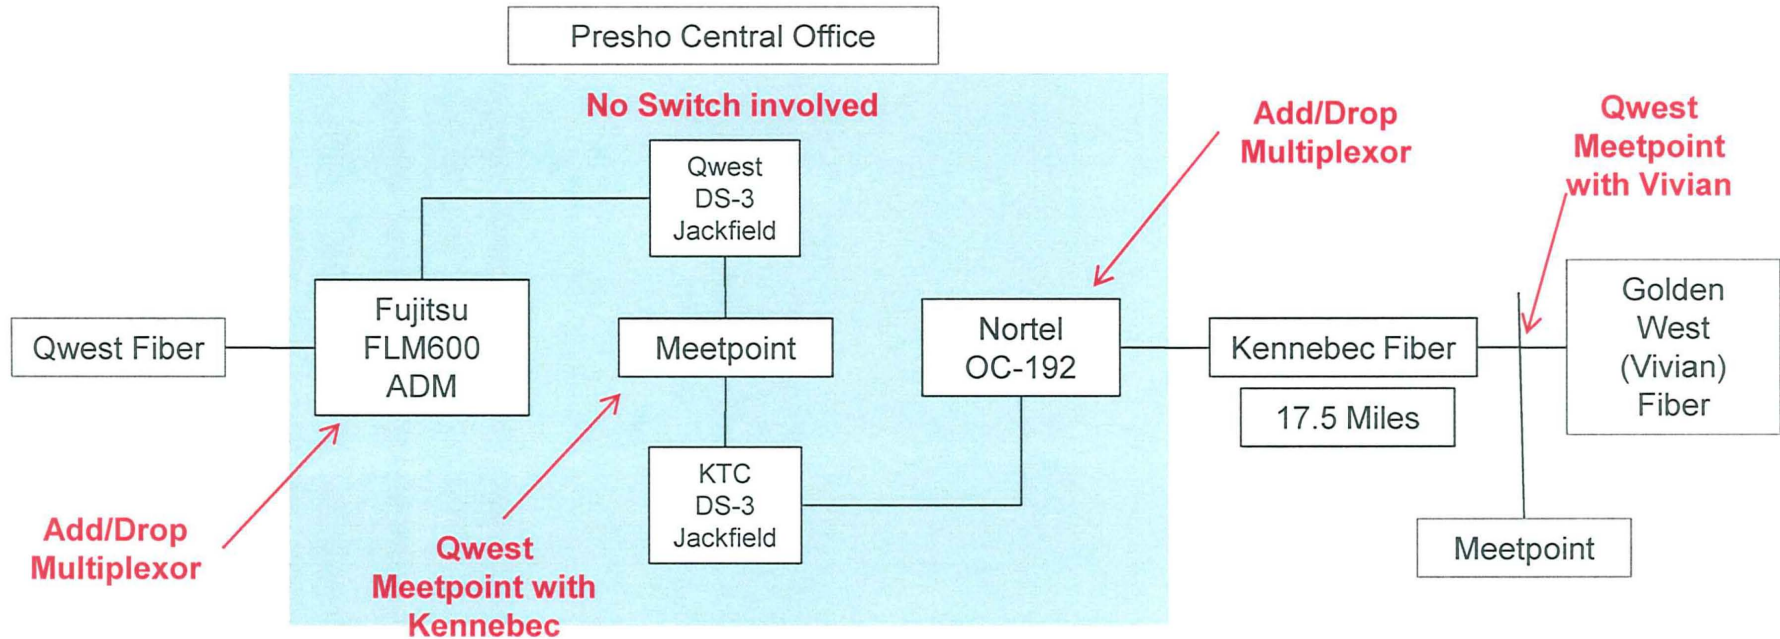 Presho Central Office
No Switch involved
Add/Drop
Multiplexor
Qwest
Meetpoint
with Vivian
Qwest
DS-3
Jackfield
Qwest Fiber
Fujitsu
FLM600
ADM
Meetpoint
Nortel
OC-192
Kennebec Fiber
17.5 Miles
Golden
West
(Vivian)
Fiber
KTC
DS-3
Jackfield
Add/Drop
Multiplexor
Qwest
Meetpoint with
Kennebec
Meetpoint